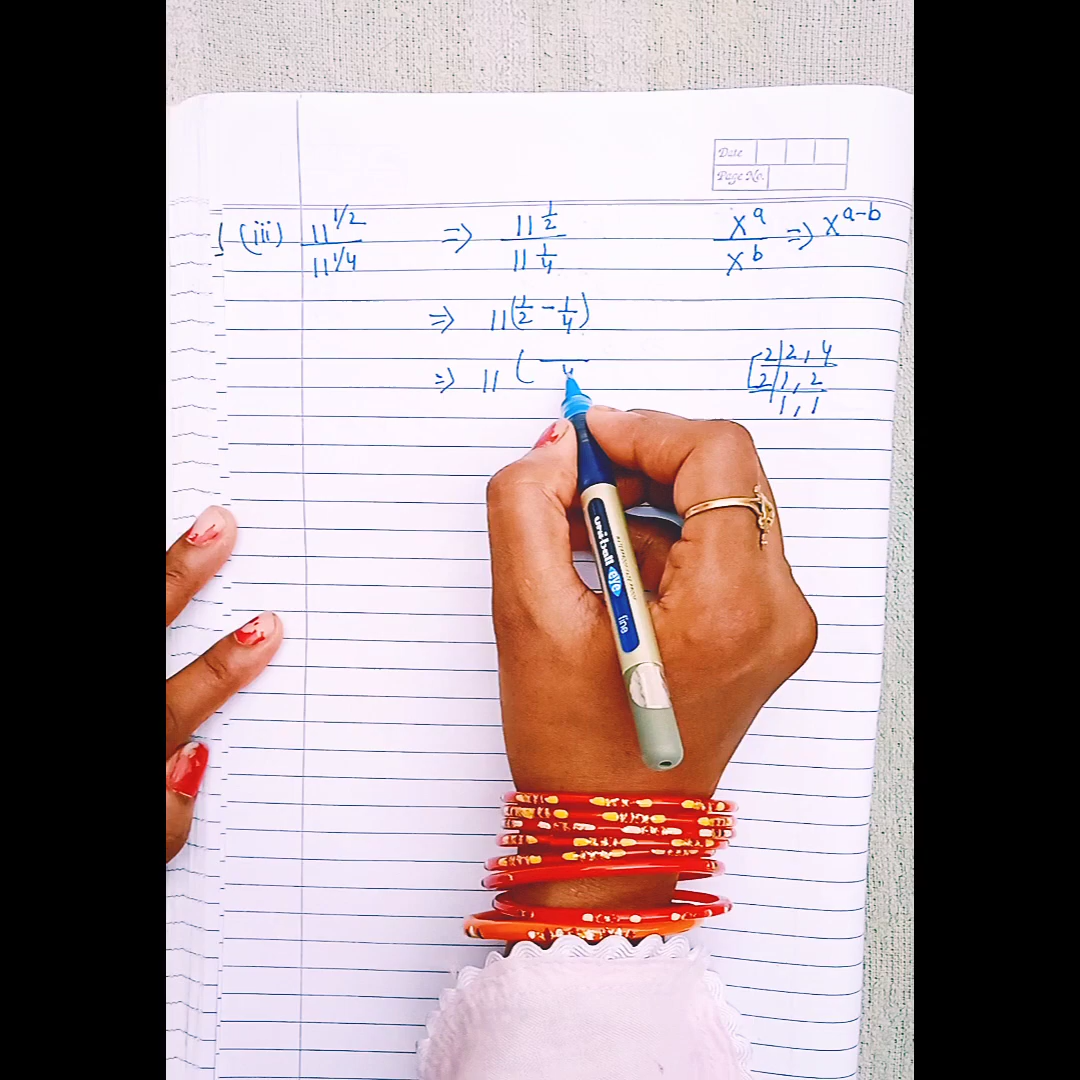 Date
Page No.
(iii) 11^1/2 / 11^1/4 => 11^1/2 / 11^1/4 x^a / x^b => x^a-b
=> 11^(1/2 - 1/4)
=> 11 ( — / 4
2 | 2, 4
2 | 1, 2
1, 1
uni-ball eye fine